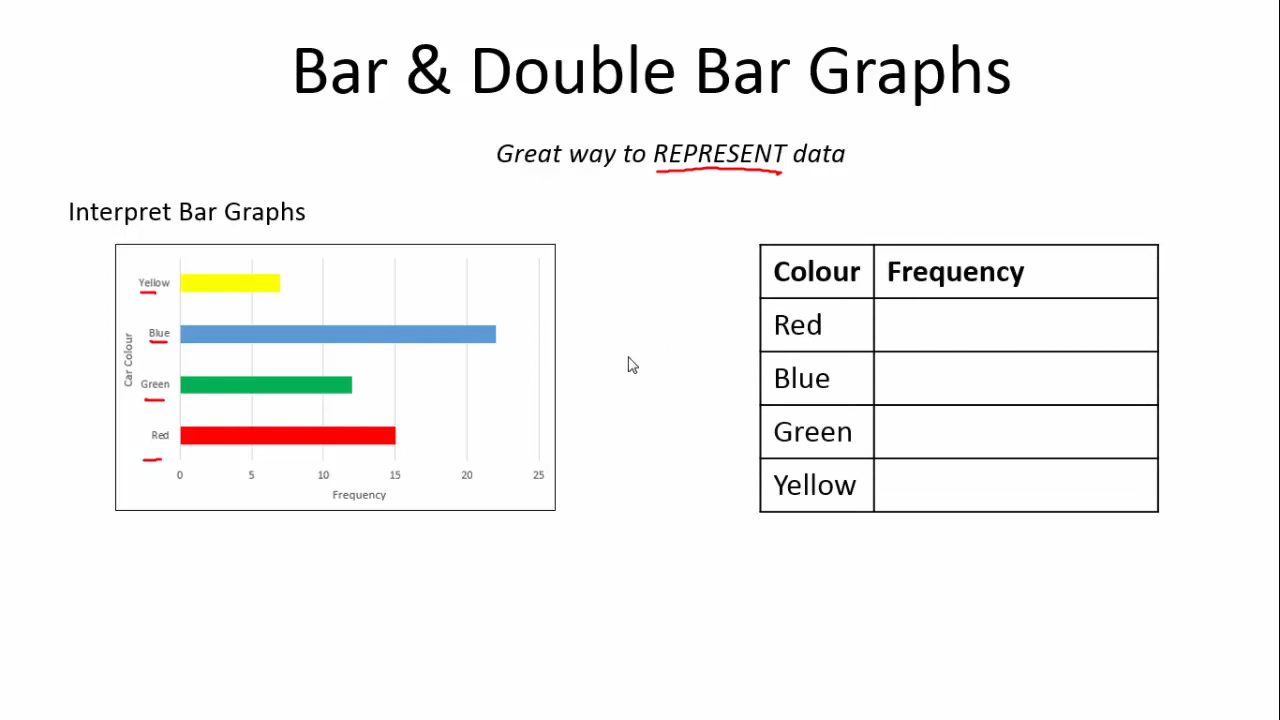 Bar & Double Bar Graphs
Great way to REPRESENT data
Interpret Bar Graphs
Car Colour
Yellow
Blue
Green
Red
0 5 10 15 20 25
Frequency
Colour Frequency
Red
Blue
Green
Yellow